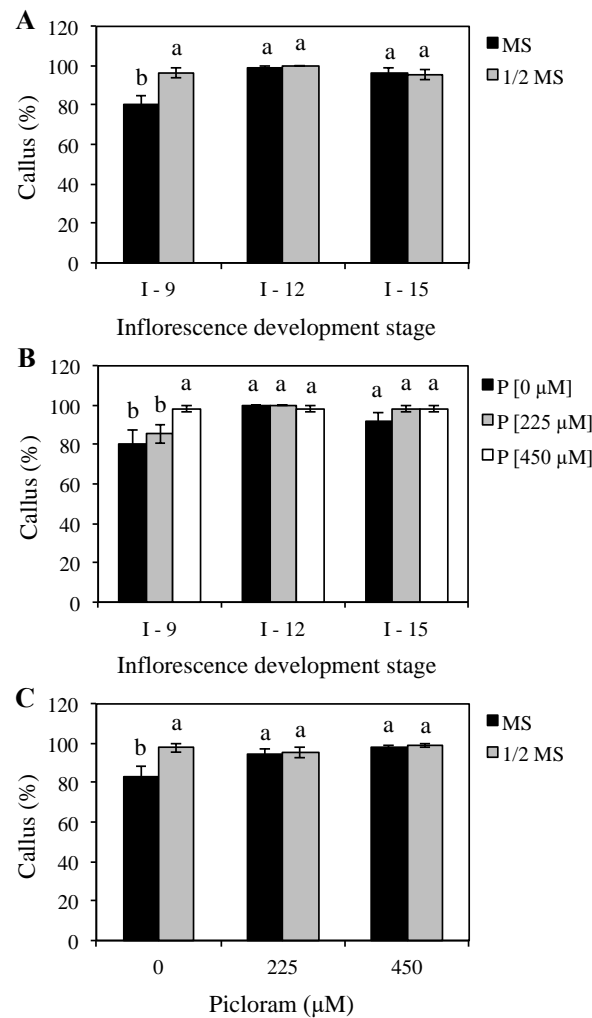 A
120
100
80
60
40
20
0
Callus (%)
b a a a a a
I - 9 I - 12 I - 15
Inflorescence development stage
MS
1/2 MS
B
120
100
80
60
40
20
0
Callus (%)
b b a a a a a a a
I - 9 I - 12 I - 15
Inflorescence development stage
P [0 µM]
P [225 µM]
P [450 µM]
C
120
100
80
60
40
20
0
Callus (%)
b a a a a a
0 225 450
Picloram (µM)
MS
1/2 MS